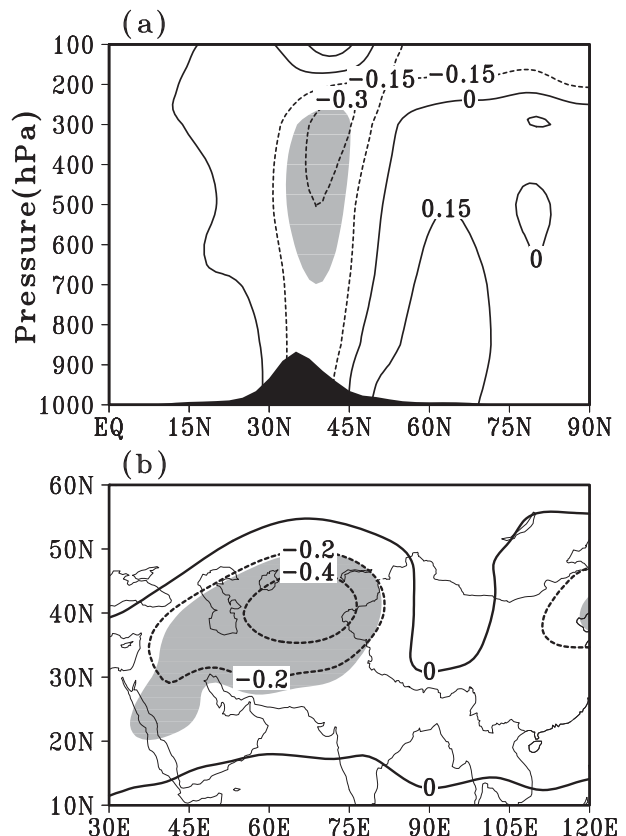 (a)
Pressure(hPa)
100
200
300
400
500
600
700
800
900
1000
−0.15
−0.15
−0.3
0
0.15
0
EQ 15N 30N 45N 60N 75N 90N
(b)
60N
50N
40N
30N
20N
10N
−0.2
−0.4
−0.2
0
0
30E 45E 60E 75E 90E 105E 120E